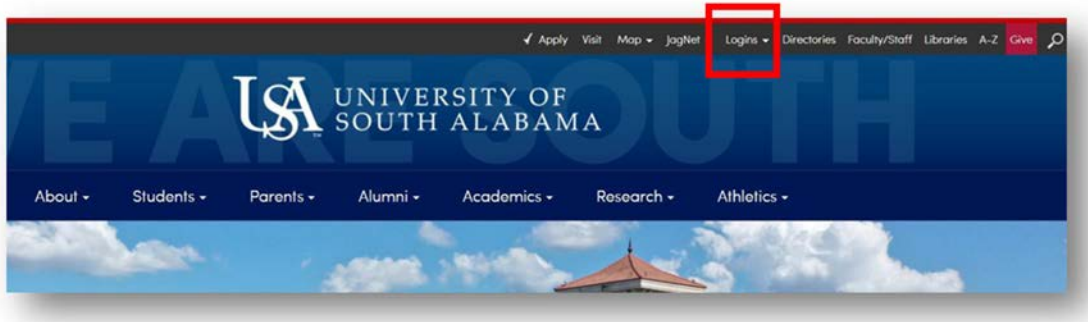 ✓ Apply Visit Map JagNet Logins Directories Faculty/Staff Libraries A-Z Give
WE ARE SOUTH
USA UNIVERSITY OF
SOUTH ALABAMA
TM
About Students Parents Alumni Academics Research Athletics